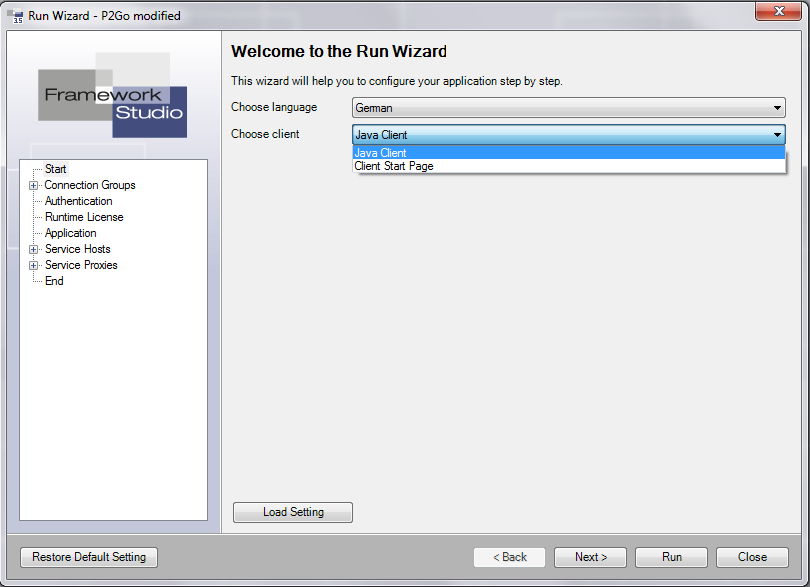 Run Wizard - P2Go modified
Framework
Studio
Start
Connection Groups
Authentication
Runtime License
Application
Service Hosts
Service Proxies
End
Welcome to the Run Wizard
This wizard will help you to configure your application step by step.
Choose language German
Choose client Java Client
Java Client
Client Start Page
Load Setting
Restore Default Setting < Back Next > Run Close